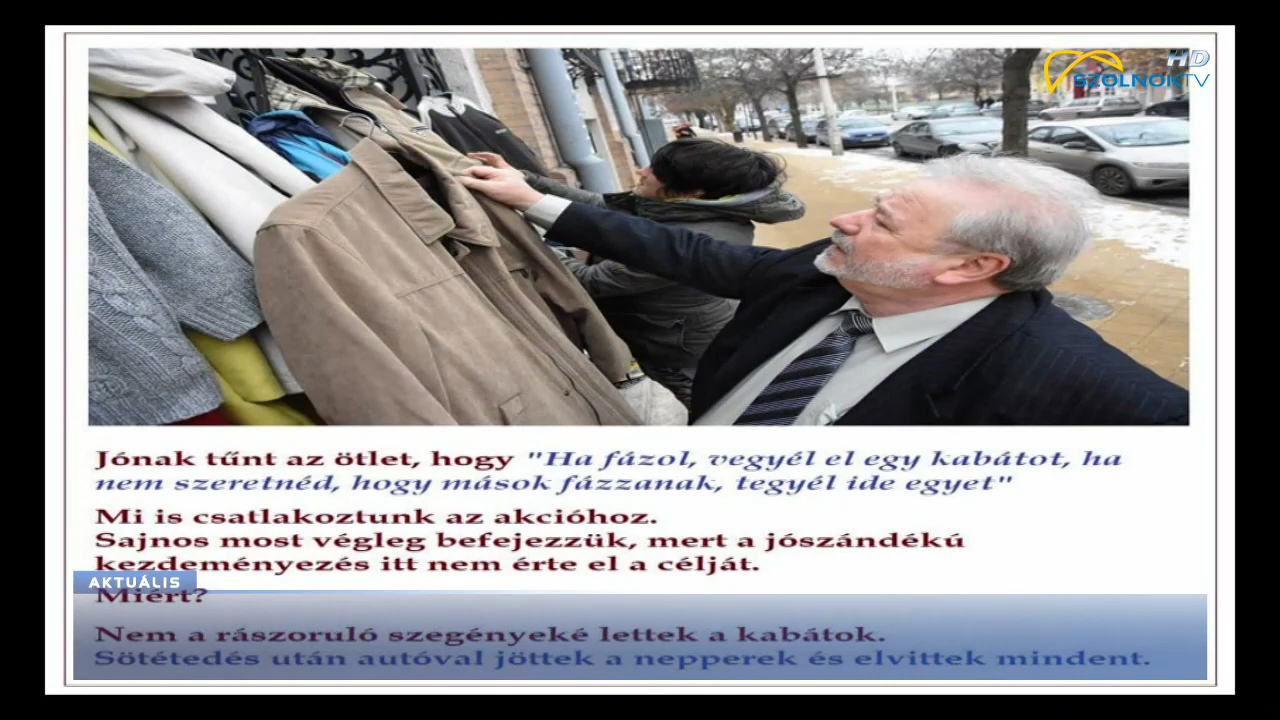 HD
SZOLNOKTV
Jónak tűnt az ötlet, hogy "Ha fázol, vegyél el egy kabátot, ha
nem szeretnéd, hogy mások fázzanak, tegyél ide egyet"
Mi is csatlakoztunk az akcióhoz.
Sajnos most végleg befejezzük, mert a jószándékú
kezdeményezés itt nem érte el a célját.
AKTUÁLIS
Miért?
Nem a rászoruló szegényeké lettek a kabátok.
Sötétedés után autóval jöttek a nepperek és elvittek mindent.